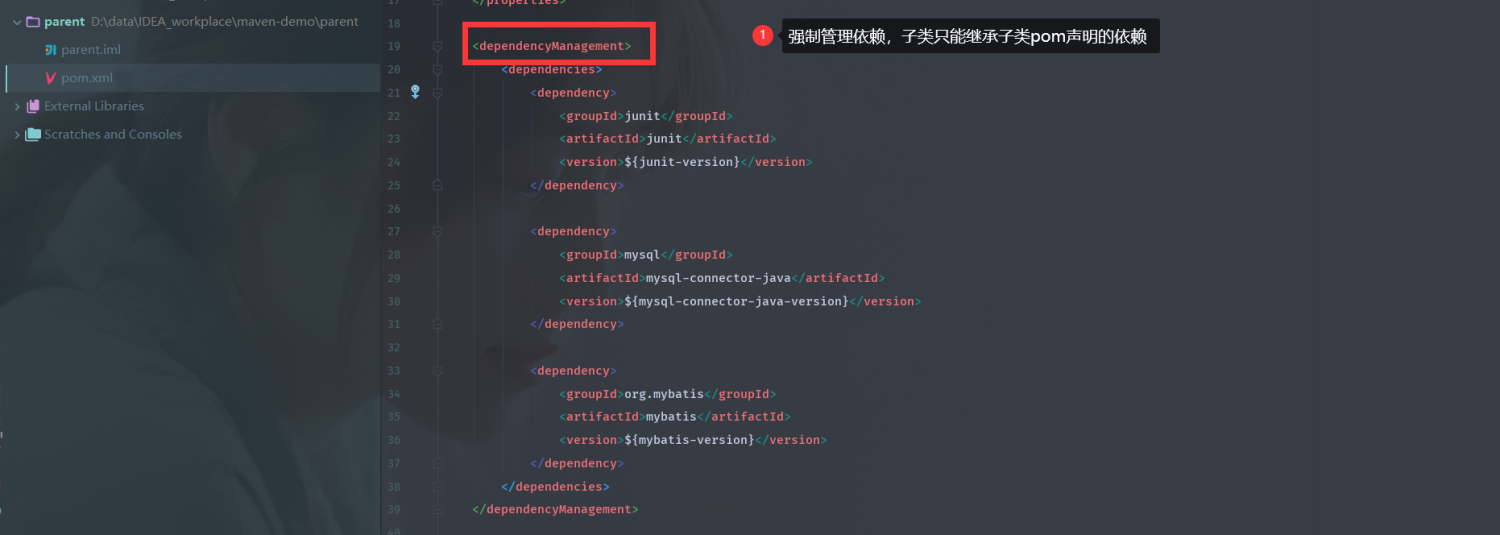 parent D:\data\IDEA_workplace\maven-demo\parent
parent.iml
pom.xml
External Libraries
Scratches and Consoles
17 </properties>
18
19 <dependencyManagement>
1 强制管理依赖，子类只能继承子类pom声明的依赖
20 <dependencies>
21 <dependency>
22 <groupId>junit</groupId>
23 <artifactId>junit</artifactId>
24 <version>${junit-version}</version>
25 </dependency>
26
27 <dependency>
28 <groupId>mysql</groupId>
29 <artifactId>mysql-connector-java</artifactId>
30 <version>${mysql-connector-java-version}</version>
31 </dependency>
32
33 <dependency>
34 <groupId>org.mybatis</groupId>
35 <artifactId>mybatis</artifactId>
36 <version>${mybatis-version}</version>
37 </dependency>
38 </dependencies>
39 </dependencyManagement>
40